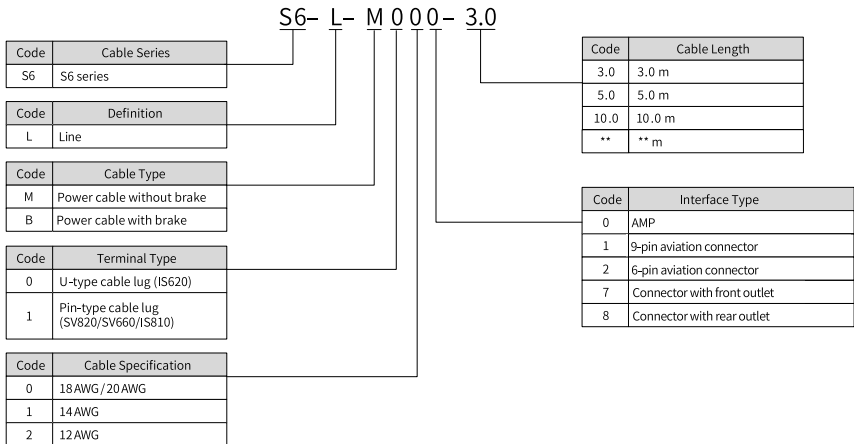 S6- L- M 0 0 0 - 3.0
Code Cable Series
S6 S6 series
Code Definition
L Line
Code Cable Type
M Power cable without brake
B Power cable with brake
Code Terminal Type
0 U-type cable lug (IS620)
1 Pin-type cable lug
(SV820/SV660/IS810)
Code Cable Specification
0 18 AWG/20 AWG
1 14 AWG
2 12 AWG
Code Cable Length
3.0 3.0 m
5.0 5.0 m
10.0 10.0 m
** ** m
Code Interface Type
0 AMP
1 9-pin aviation connector
2 6-pin aviation connector
7 Connector with front outlet
8 Connector with rear outlet